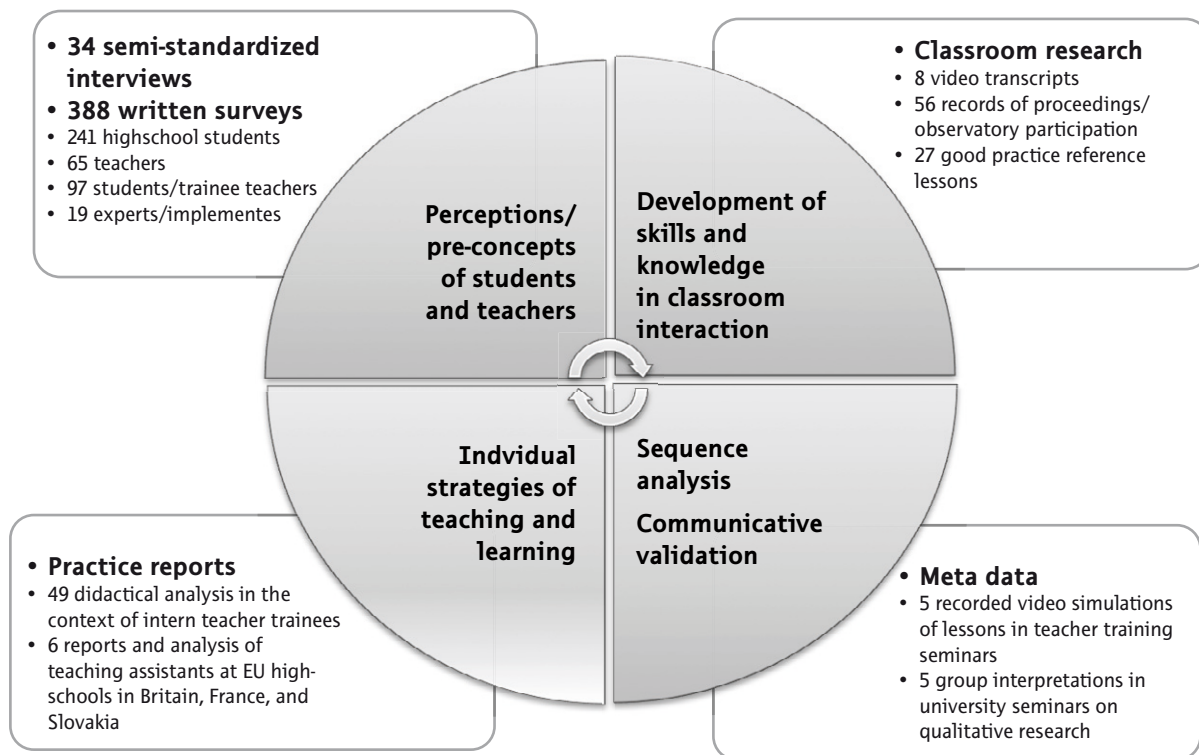 • 34 semi-standardized
interviews
• 388 written surveys
• 241 highschool students
• 65 teachers
• 97 students/trainee teachers
• 19 experts/implementes
• Classroom research
• 8 video transcripts
• 56 records of proceedings/
observatory participation
• 27 good practice reference
lessons
Perceptions/
pre-concepts
of students
and teachers
Development of
skills and
knowledge
in classroom
interaction
Indvidual
strategies of
teaching and
learning
Sequence
analysis
Communicative
validation
• Practice reports
• 49 didactical analysis in the
context of intern teacher trainees
• 6 reports and analysis of
teaching assistants at EU high-
schools in Britain, France, and
Slovakia
• Meta data
• 5 recorded video simulations
of lessons in teacher training
seminars
• 5 group interpretations in
university seminars on
qualitative research